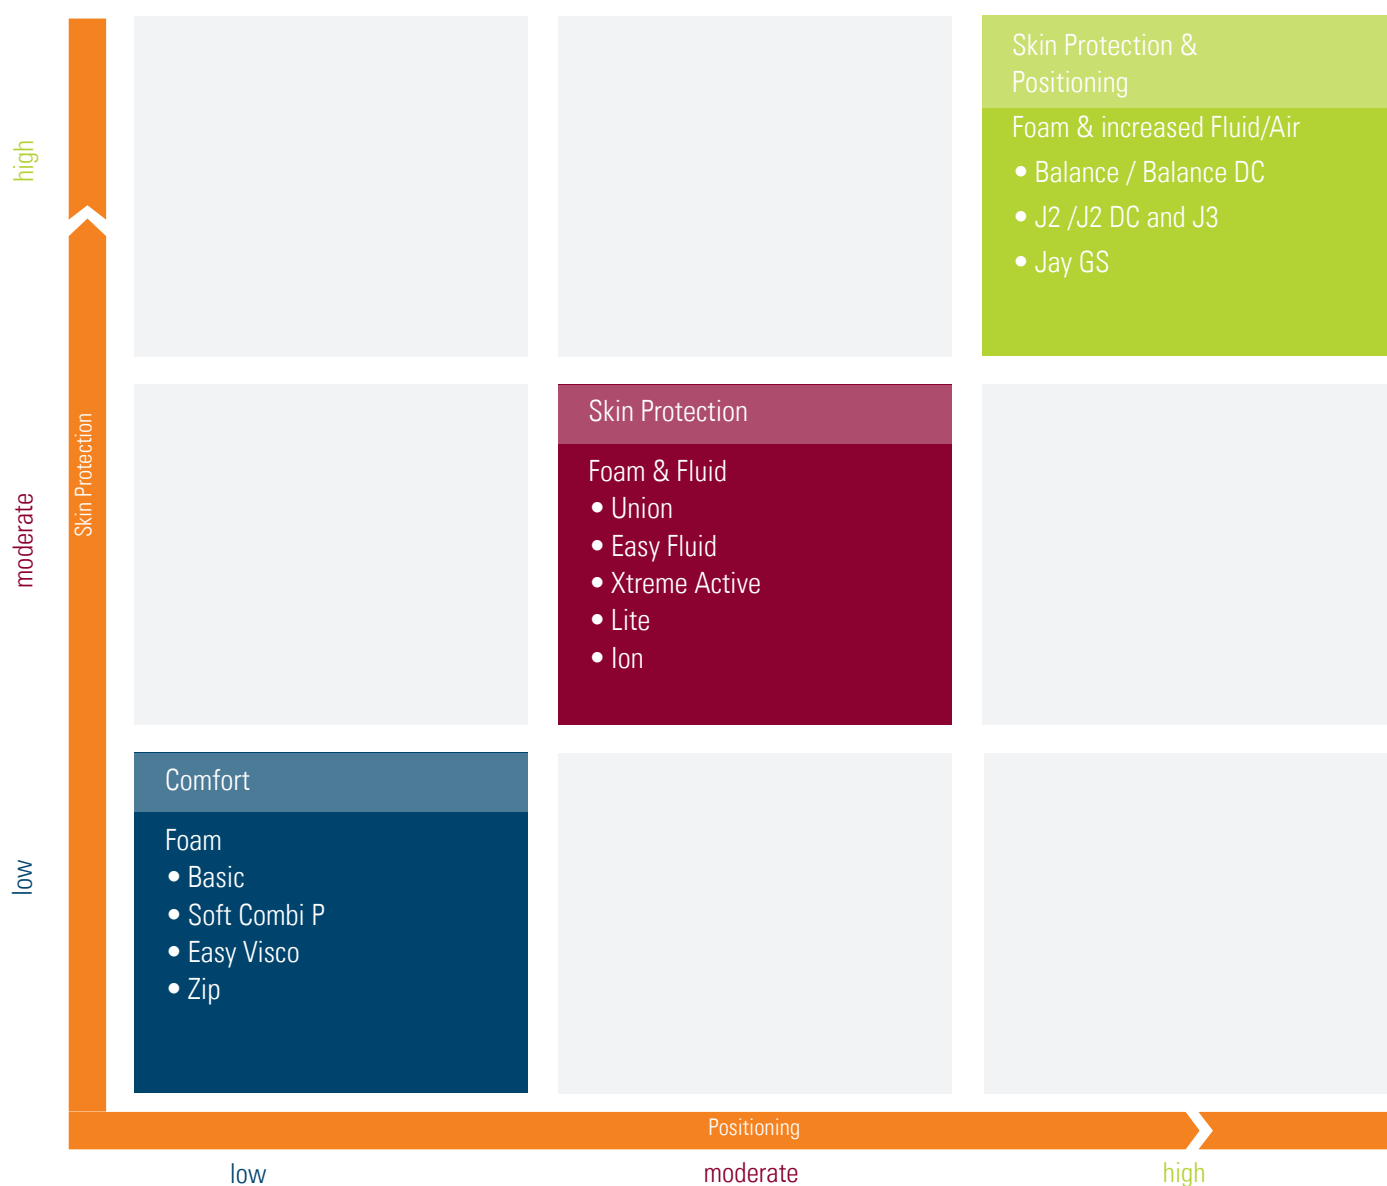 high
Skin Protection &
Positioning
Foam & increased Fluid/Air
• Balance / Balance DC
• J2 /J2 DC and J3
• Jay GS
moderate
Skin Protection
Skin Protection
Foam & Fluid
• Union
• Easy Fluid
• Xtreme Active
• Lite
• Ion
low
Comfort
Foam
• Basic
• Soft Combi P
• Easy Visco
• Zip
Positioning
low
moderate
high